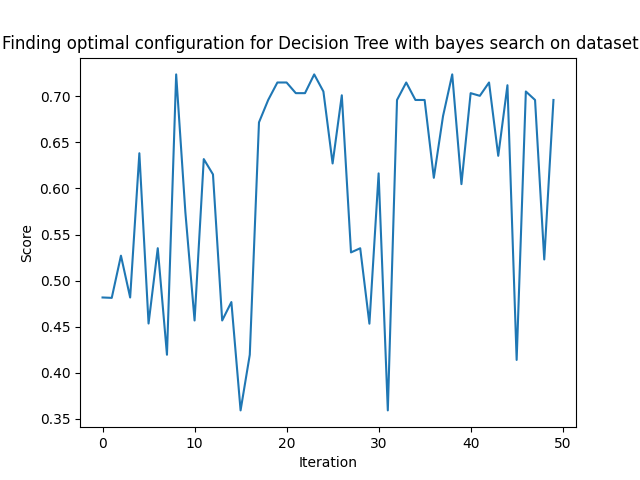 Finding optimal configuration for Decision Tree with bayes search on dataset
0.70
0.65
0.60
0.55
0.50
0.45
0.40
0.35
Score
0 10 20 30 40 50
Iteration